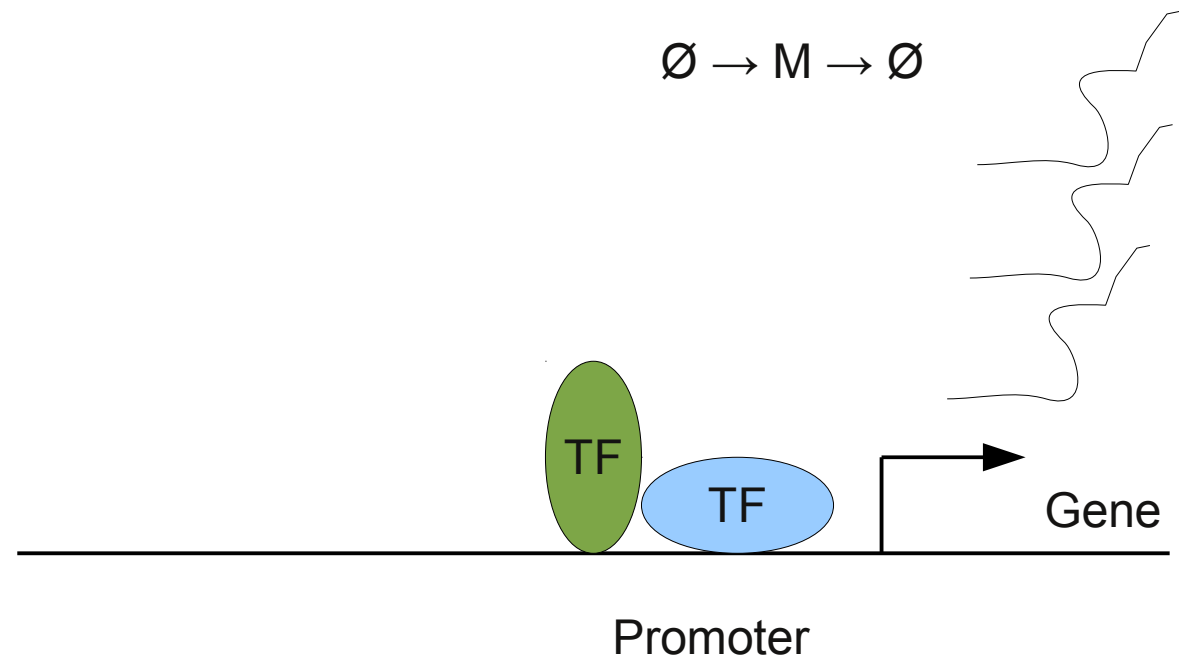 Ø → M → Ø
TF
TF
Gene
Promoter